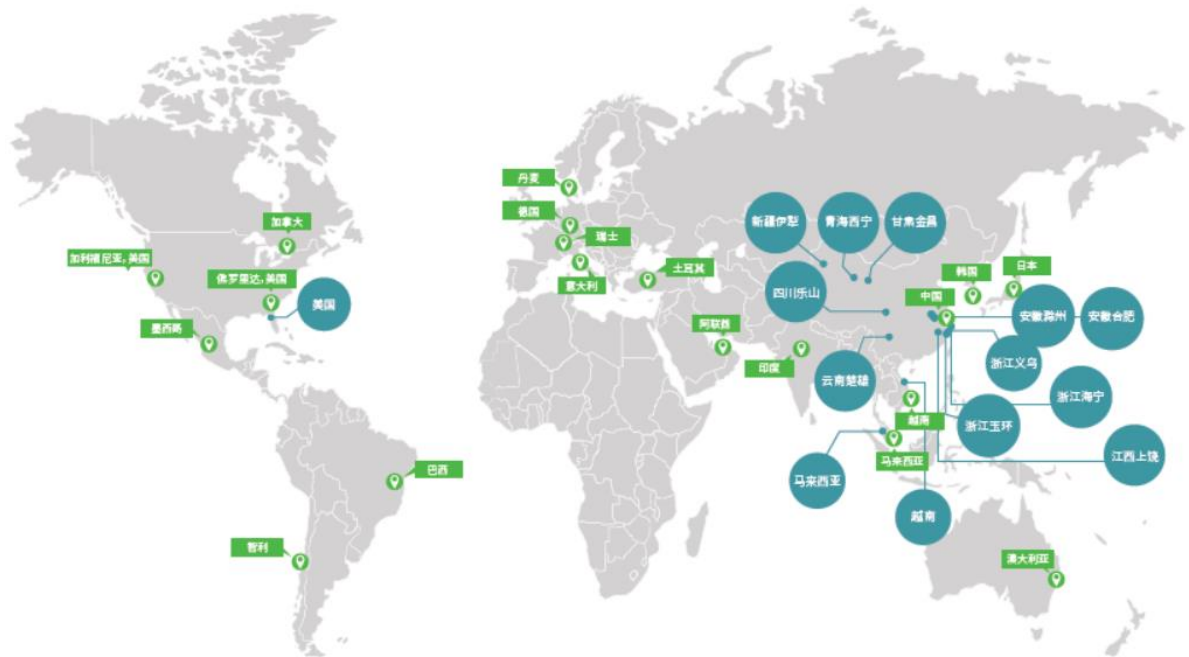 丹麦
德国
瑞士
加拿大
加利福尼亚,美国
佛罗里达,美国
意大利
土耳其
美国
墨西哥
阿联酋
印度
新疆伊犁
青海西宁
甘肃金昌
四川乐山
中国
韩国
日本
安徽滁州
安徽合肥
浙江义乌
云南楚雄
浙江海宁
越南
浙江玉环
马来西亚
江西上饶
马来西亚
越南
巴西
智利
澳大利亚